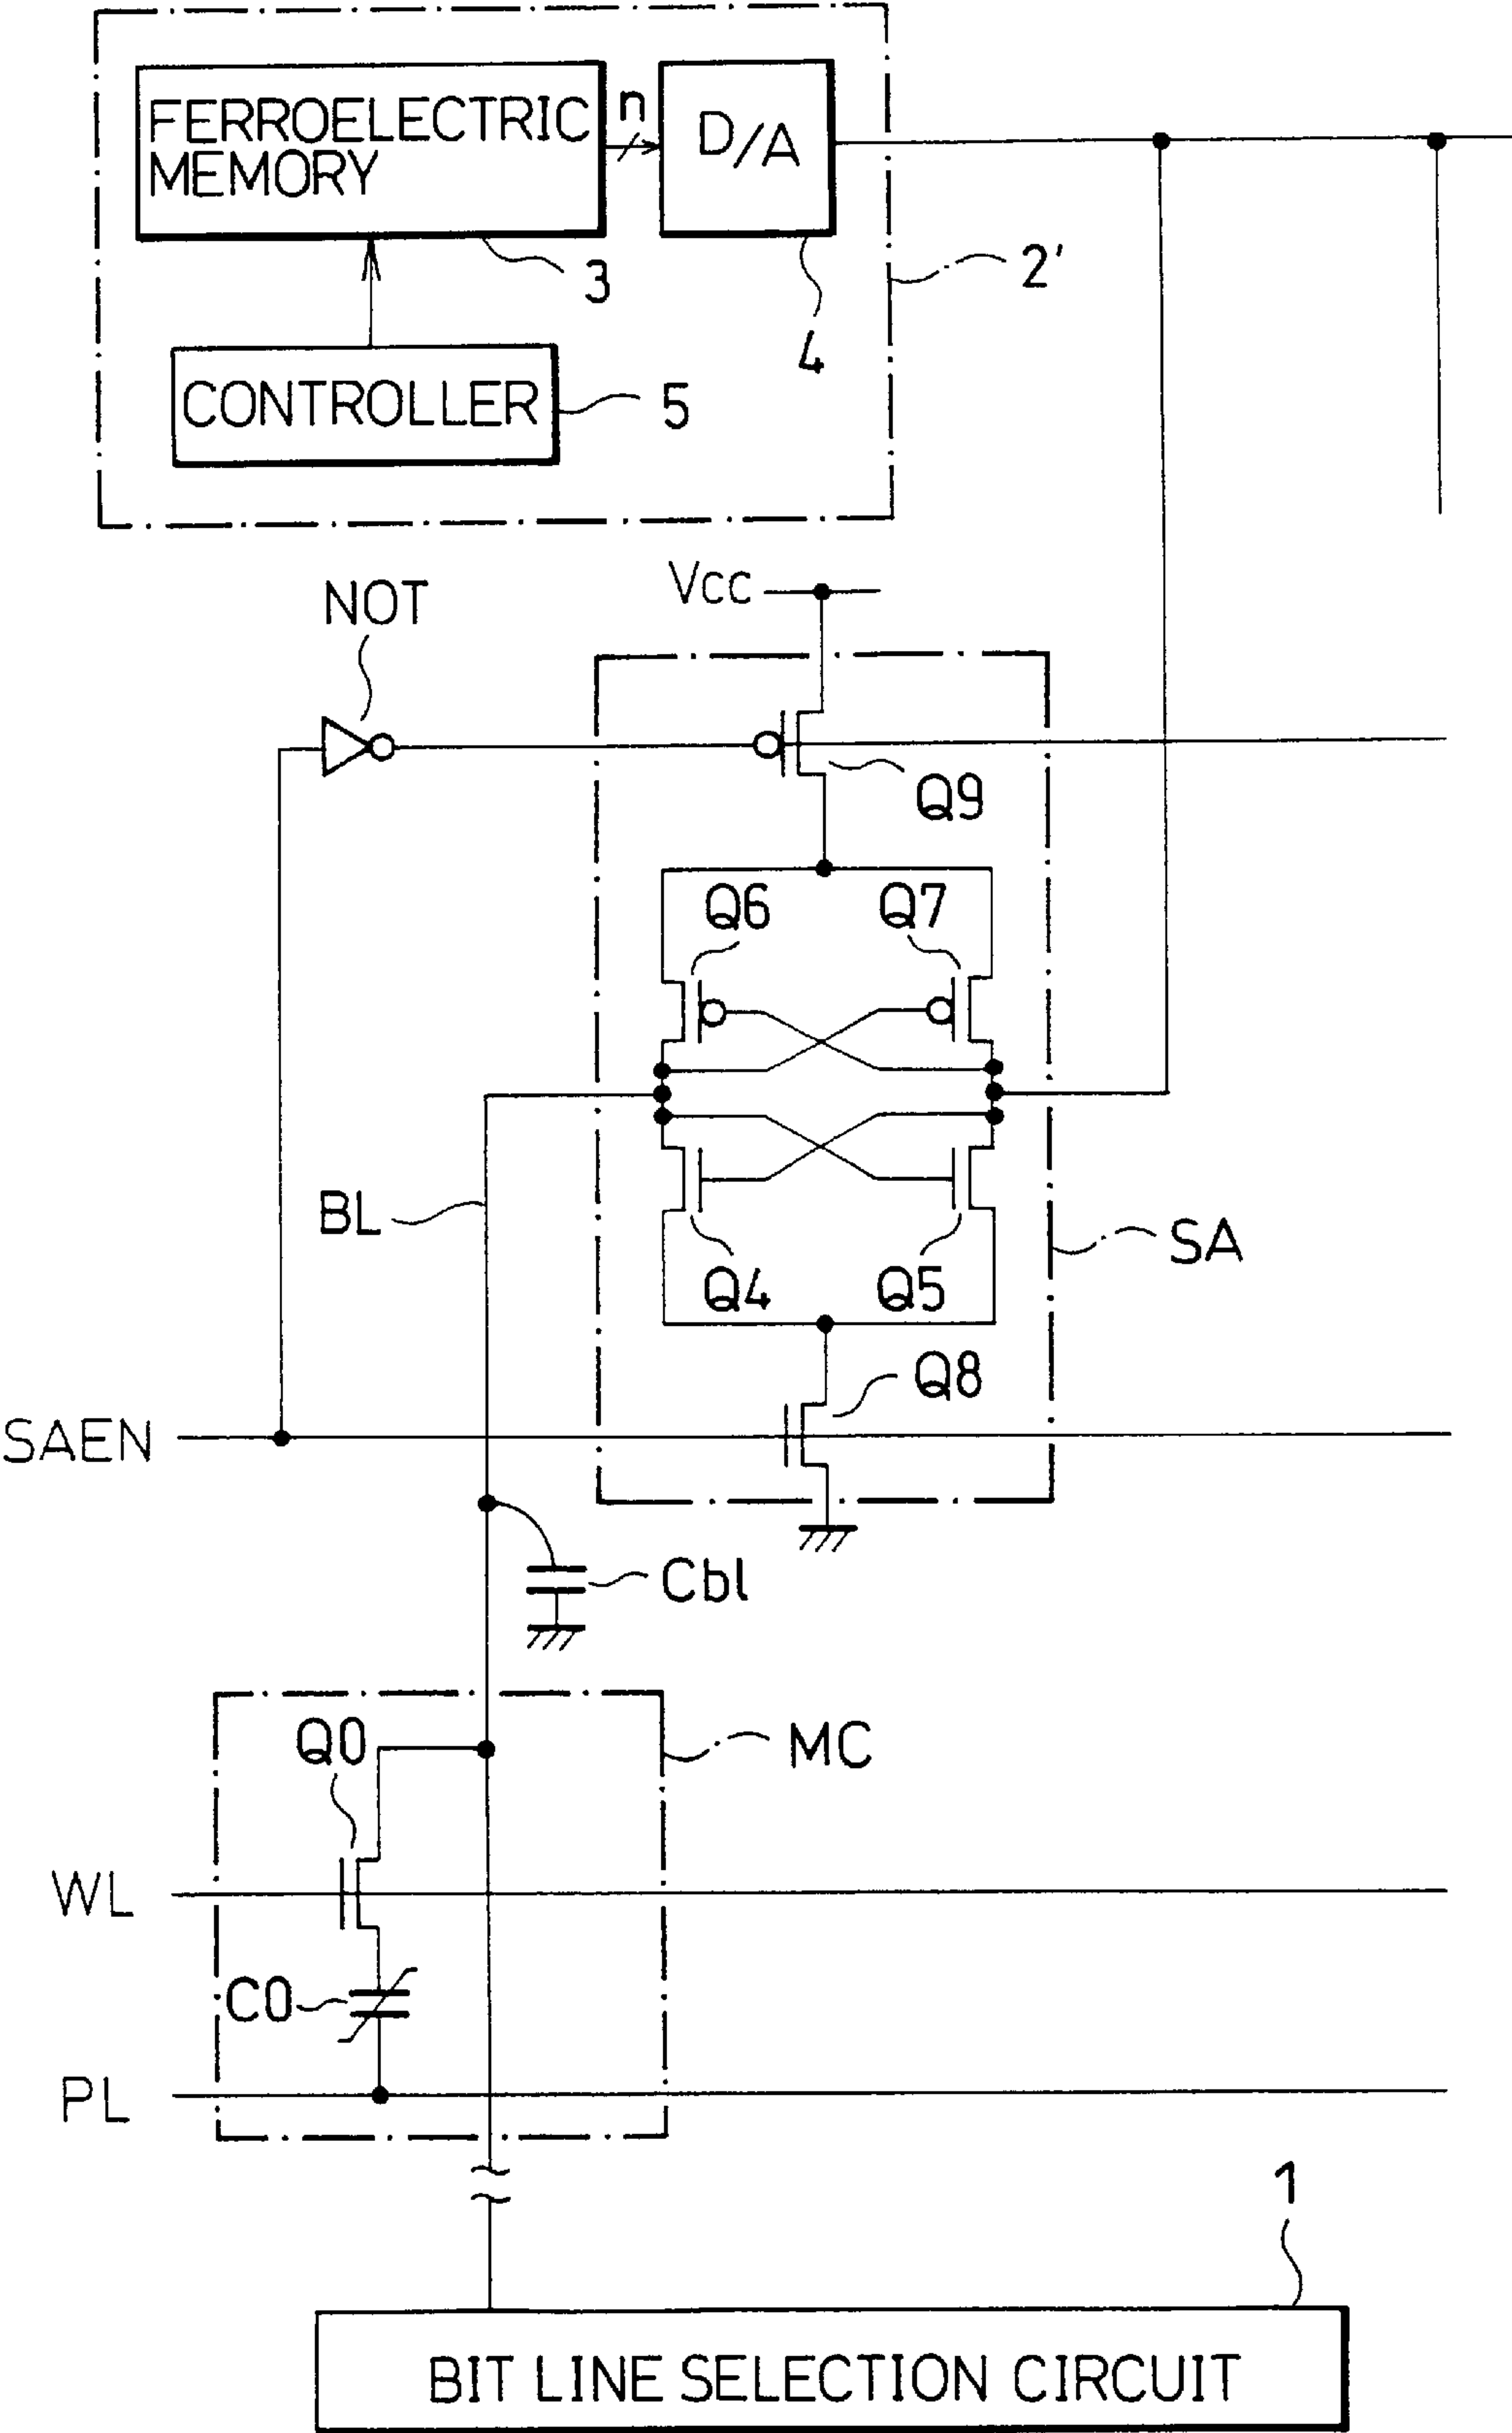 FERROELECTRIC
MEMORY
n
D/A
3
2'
4
CONTROLLER
5
NOT
Vcc
Q9
Q6
Q7
BL
SA
Q4
Q5
Q8
SAEN
Cbl
Q0
MC
WL
C0
PL
1
BIT LINE SELECTION CIRCUIT